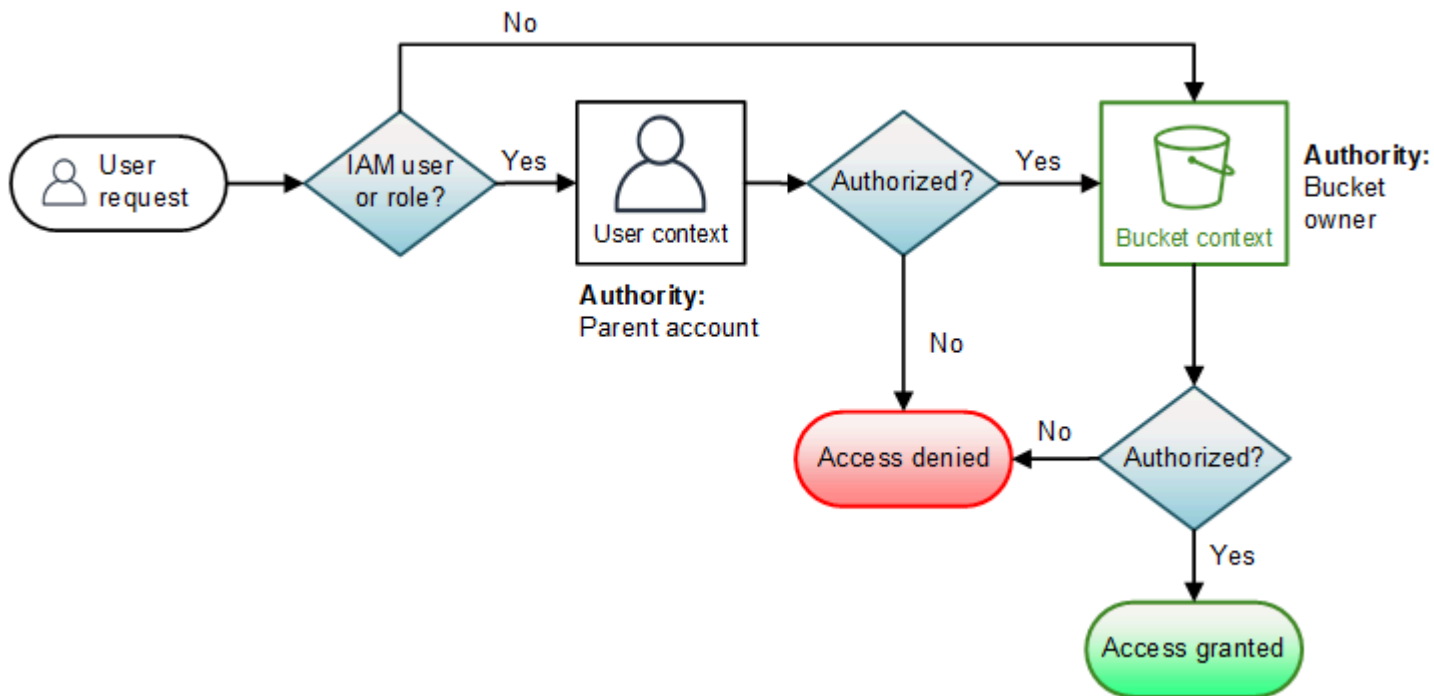 No
User
request
IAM user
or role?
Yes
User context
Authority:
Parent account
Authorized?
Yes
Bucket context
Authority:
Bucket
owner
No
Access denied
No
Authorized?
Yes
Access granted